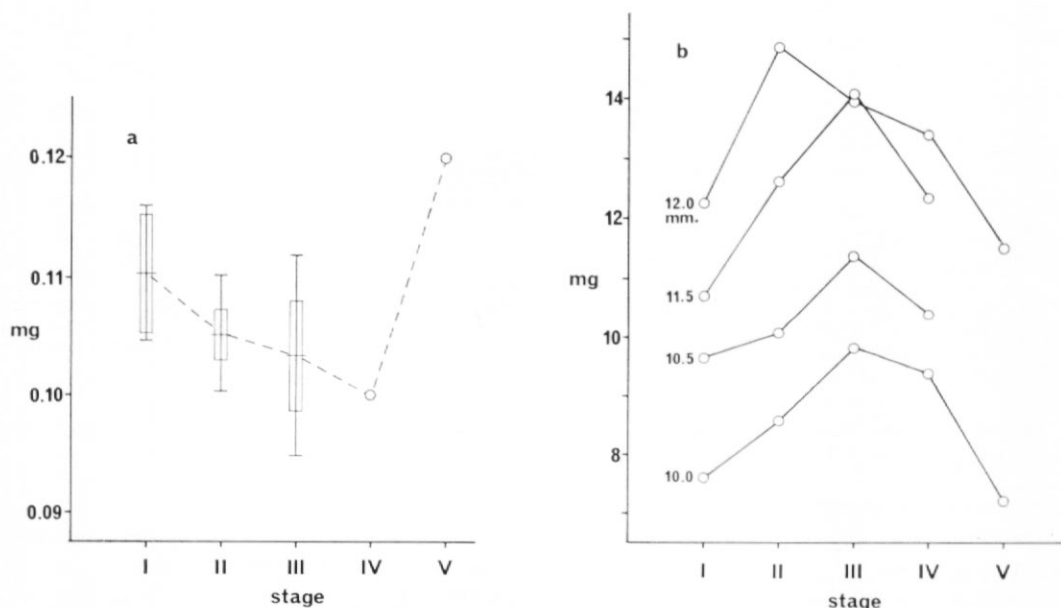 a
0.12
0.11
mg
0.10
0.09
I II III IV V
stage
b
14
12
mg
10
8
12.0
mm.
11.5
10.5
10.0
I II III IV V
stage